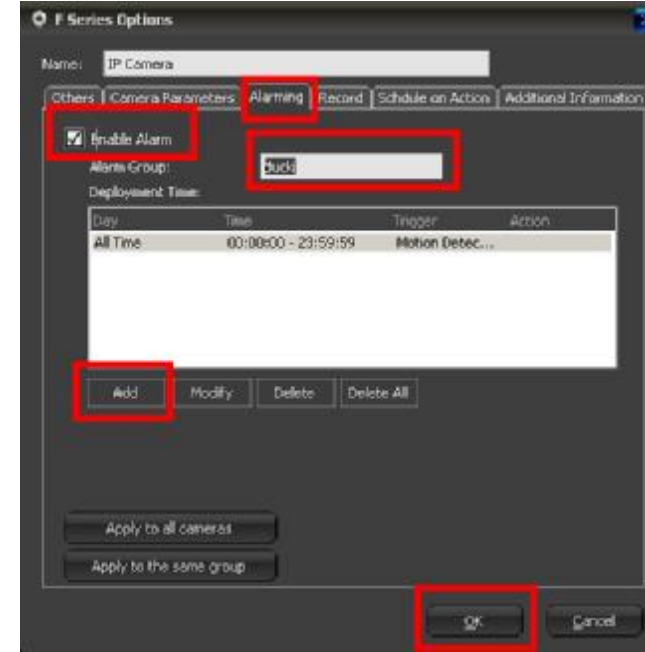 F Series Options
Name: IP Camera
Others Camera Parameters Alarming Record Schdule on Action Additional Information
Enable Alarm
Alarm Group: ducki
Deployment Time:
Day Time Trigger Action
All Time 00:00:00 - 23:59:59 Motion Detec...
Add Modify Delete Delete All
Apply to all cameras
Apply to the same group
OK Cancel